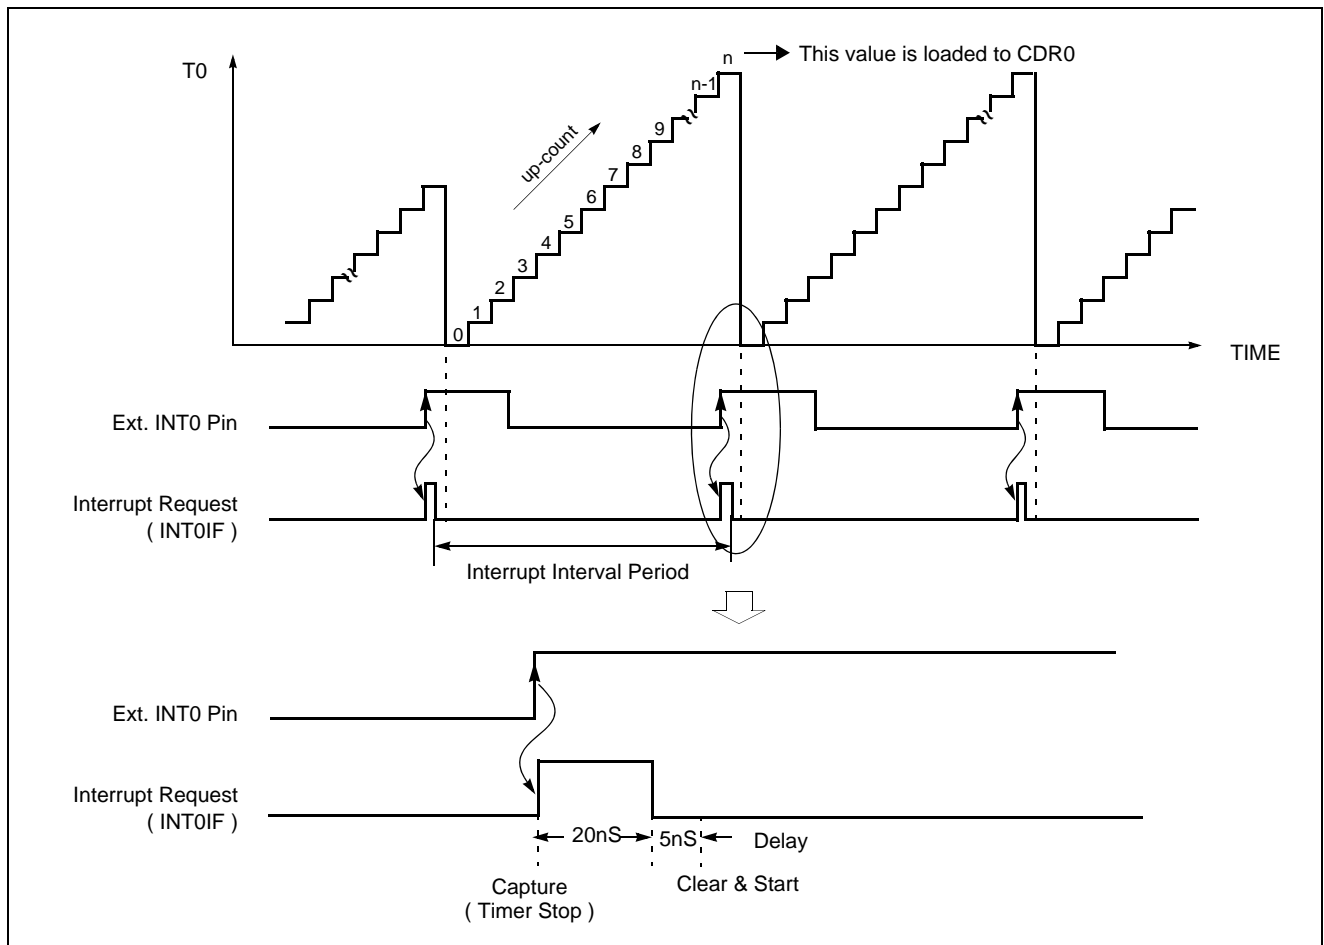 n
This value is loaded to CDR0
T0
n-1
9
8
up-count
7
6
5
4
3
2
1
0
TIME
Ext. INT0 Pin
Interrupt Request
( INT0IF )
Interrupt Interval Period
Ext. INT0 Pin
Interrupt Request
( INT0IF )
20nS
5nS
Delay
Capture
( Timer Stop )
Clear & Start